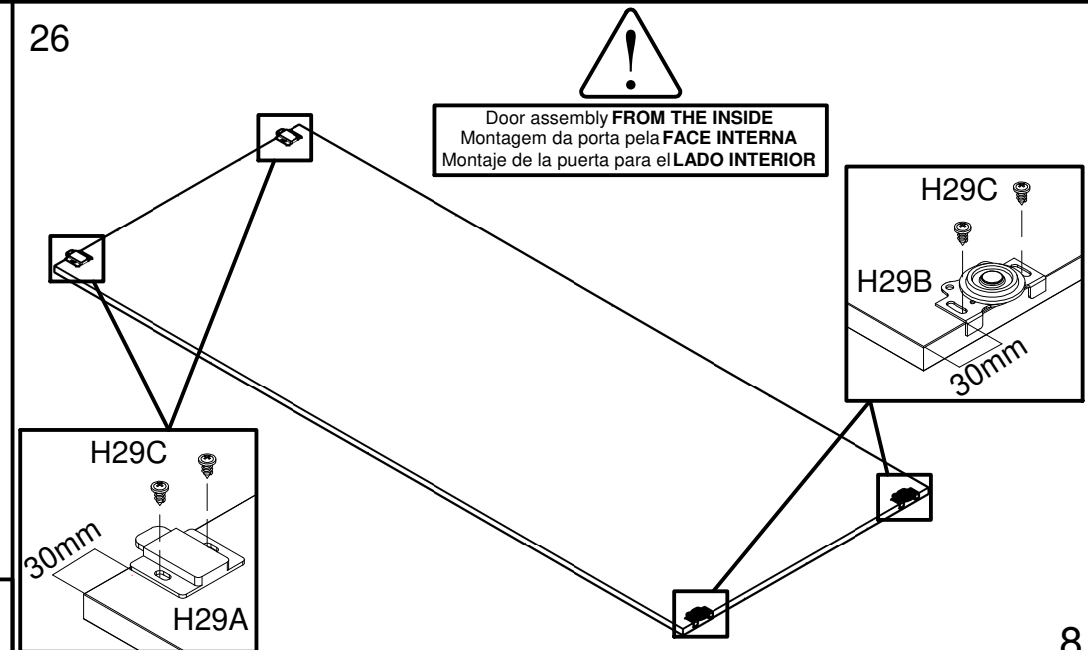 26
!
Door assembly FROM THE INSIDE
Montagem da porta pela FACE INTERNA
Montaje de la puerta para el LADO INTERIOR
H29C
H29B
30mm
H29C
30mm
H29A
8